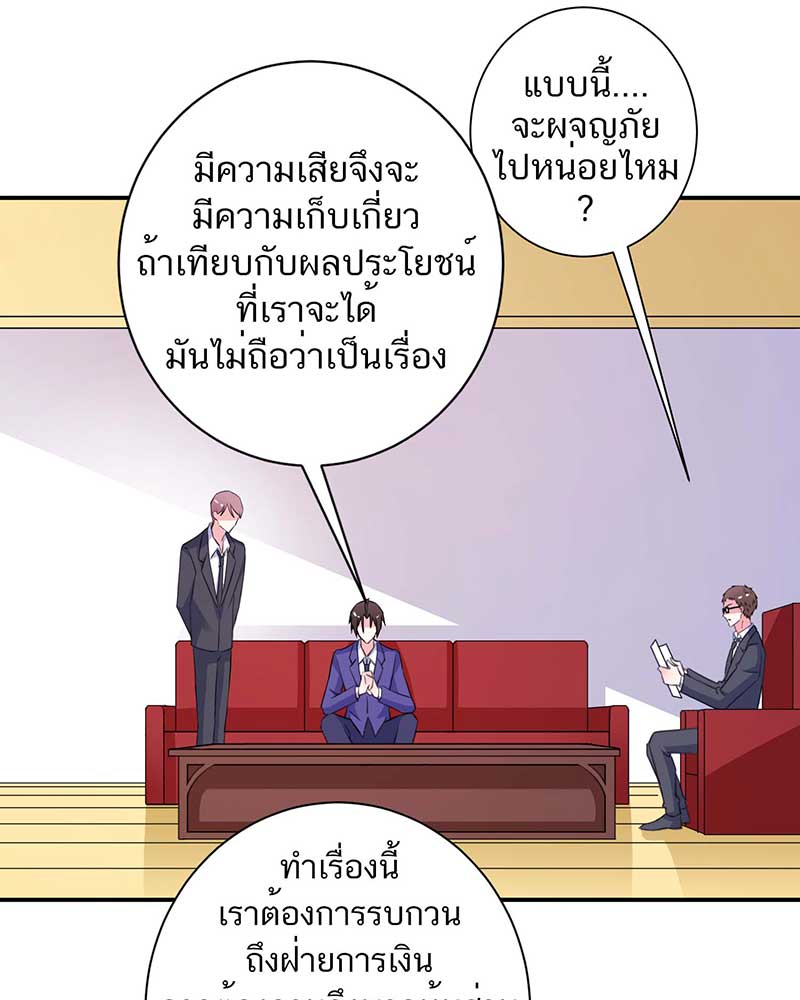 แบบนี้....
จะผจญภัย
ไปหน่อยไหม
?
มีความเสียจึงจะ
มีความเก็บเกี่ยว
ถ้าเทียบกับผลประโยชน์
ที่เราจะได้
มันไม่ถือว่าเป็นเรื่อง
ทำเรื่องนี้
เราต้องการรบกวน
ถึงฝ่ายการเงิน